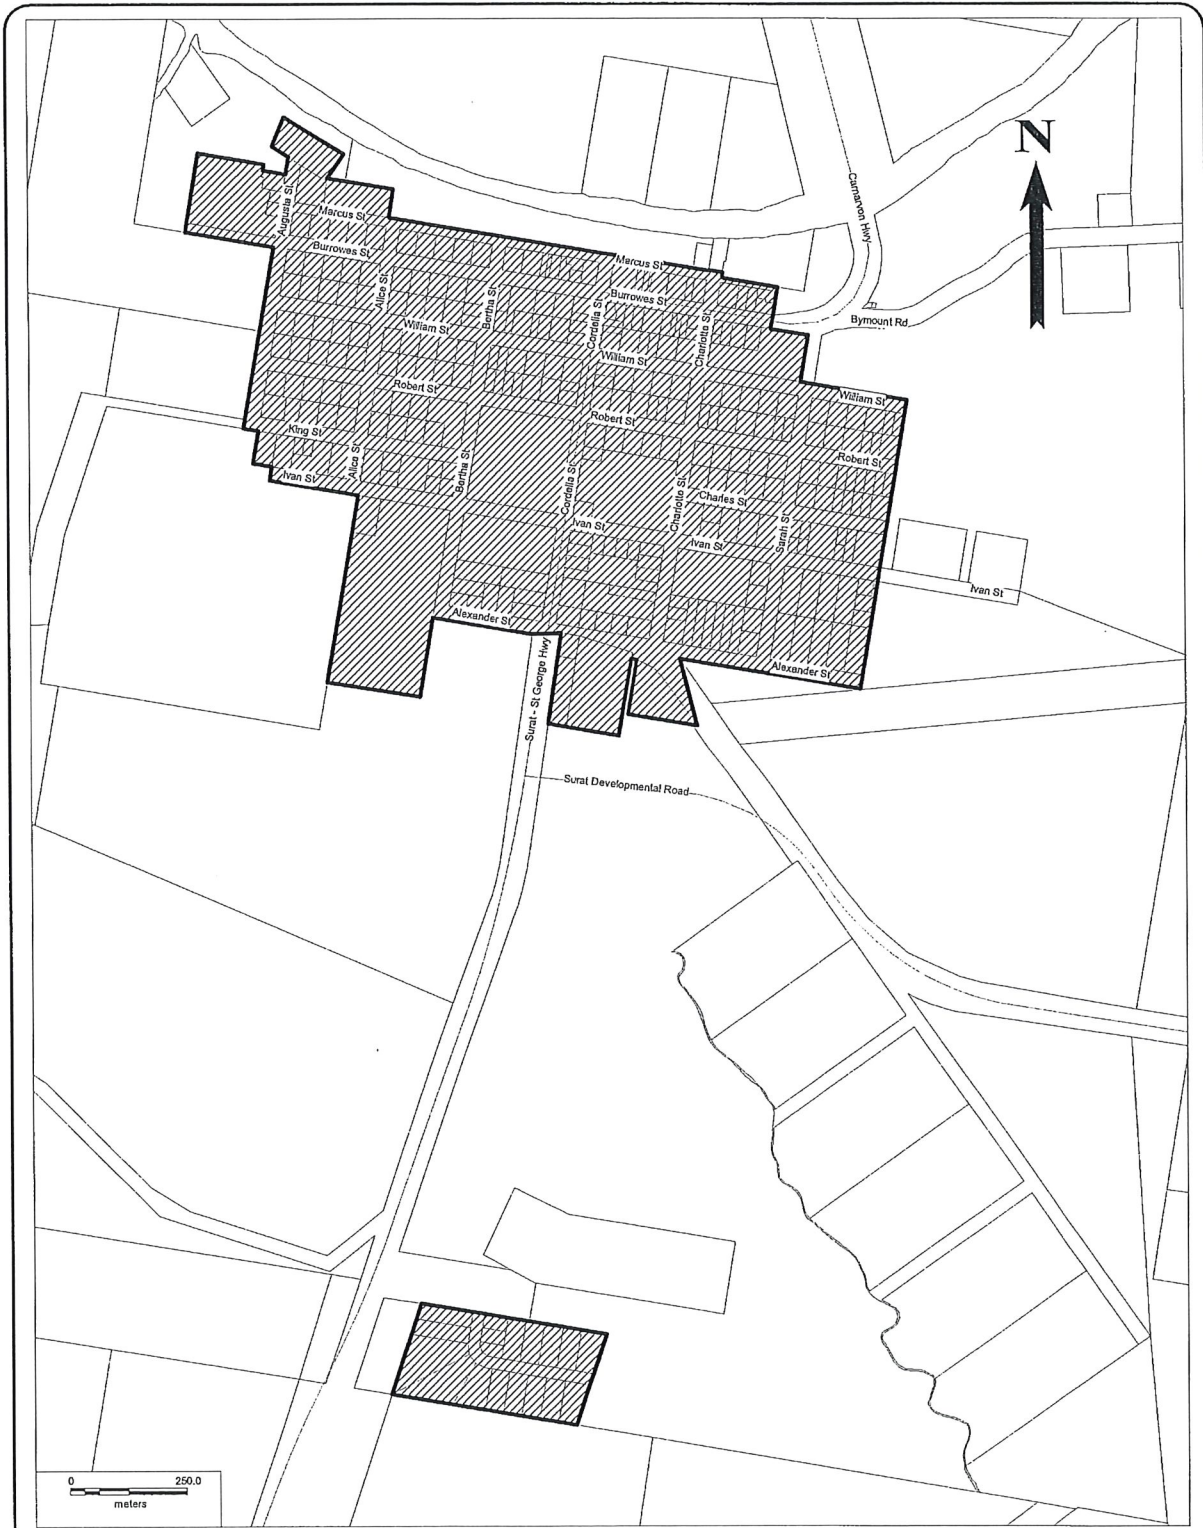 N
Carnarvon Hwy
Augusta St
Marcus St
Burrowes St
Marcus St
Alice St
Bertha St
Burrowes St
Cordelia St
Charlotte St
Bymount Rd
William St
William St
Robert St
William St
Robert St
King St
Alice St
Bertha St
Cordelia St
Charlotte St
Robert St
Ivan St
Charles St
Sarah St
Ivan St
Ivan St
Ivan St
Alexander St
Surat - St George Hwy
Alexander St
Surat Developmental Road
0 250.0
meters